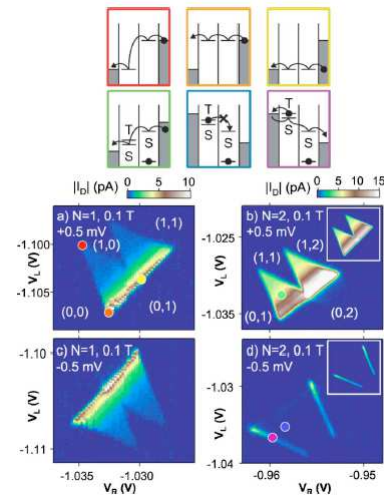 T
S
S
T
S
S
T
S
S
|I_D| (pA)
0 5 10
|I_D| (pA)
0 5 10 15
a) N=1, 0.1 T
+0.5 mV
(1,1)
(1,0)
(0,0)
(0,1)
-1.100
-1.107
V_L (V)
b) N=2, 0.1 T
+0.5 mV
(1,1)
(1,2)
(0,1)
(0,2)
-1.030
-1.035
V_L (V)
c) N=1, 0.1 T
-0.5 mV
-1.10
-1.11
V_L (V)
-1.035
-1.030
V_R (V)
d) N=2, 0.1 T
-0.5 mV
-1.03
-1.04
V_L (V)
-0.96
-0.95
V_R (V)